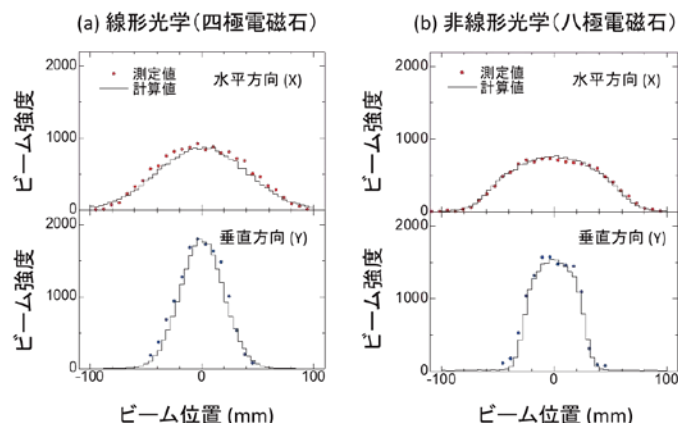 (a) 線形光学(四極電磁石)
2000
測定値
計算値
水平方向 (X)
ビーム強度
1000
0
2000
垂直方向 (Y)
ビーム強度
1000
0
-100
0
100
ビーム位置 (mm)
(b) 非線形光学(八極電磁石)
2000
測定値
計算値
水平方向 (X)
ビーム強度
1000
0
2000
垂直方向 (Y)
ビーム強度
1000
0
-100
0
100
ビーム位置 (mm)